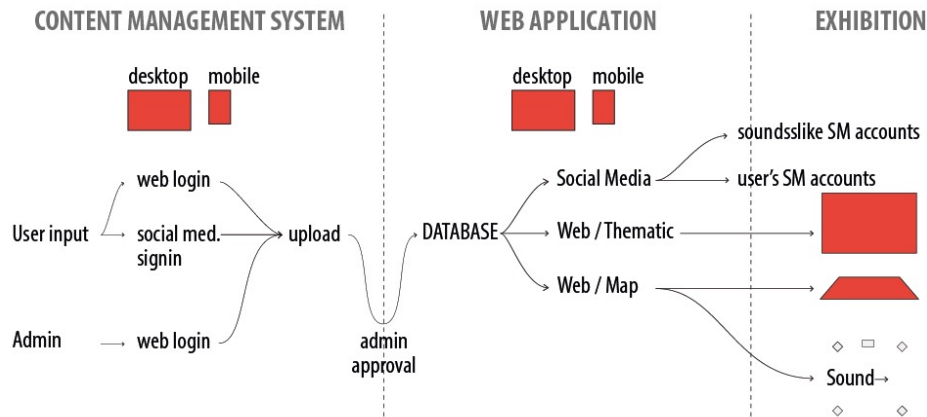 CONTENT MANAGEMENT SYSTEM
WEB APPLICATION
EXHIBITION
desktop
mobile
desktop
mobile
soundsslike SM accounts
web login
Social Media
user's SM accounts
User input
social med.
signin
upload
DATABASE
Web / Thematic
Web / Map
Admin
web login
admin
approval
Sound